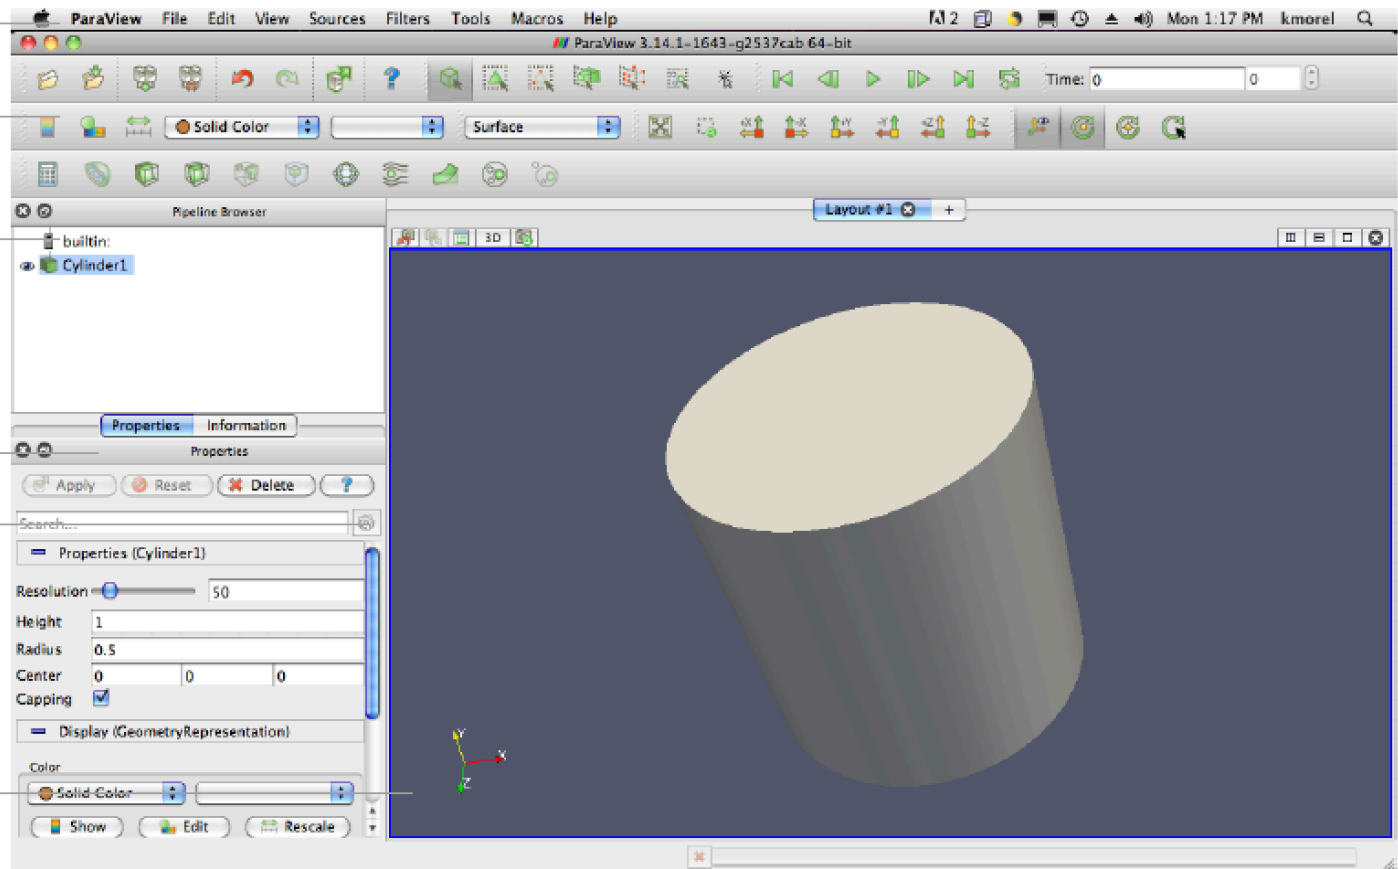 ParaView File Edit View Sources Filters Tools Macros Help 2 Mon 1:17 PM kmorel
ParaView 3.14.1-1643-g2537cab 64-bit
Time: 0 0
Solid Color Surface +X -X +Y -Y +Z -Z
Pipeline Browser
Layout #1 +
builtin:
3D
Cylinder1
Properties Information
Properties
Apply Reset Delete ?
Search...
Properties (Cylinder1)
Resolution 50
Height 1
Radius 0.5
Center 0 0 0
Capping
Display (GeometryRepresentation)
Y
X
Z
Color
Solid Color
Show Edit Rescale